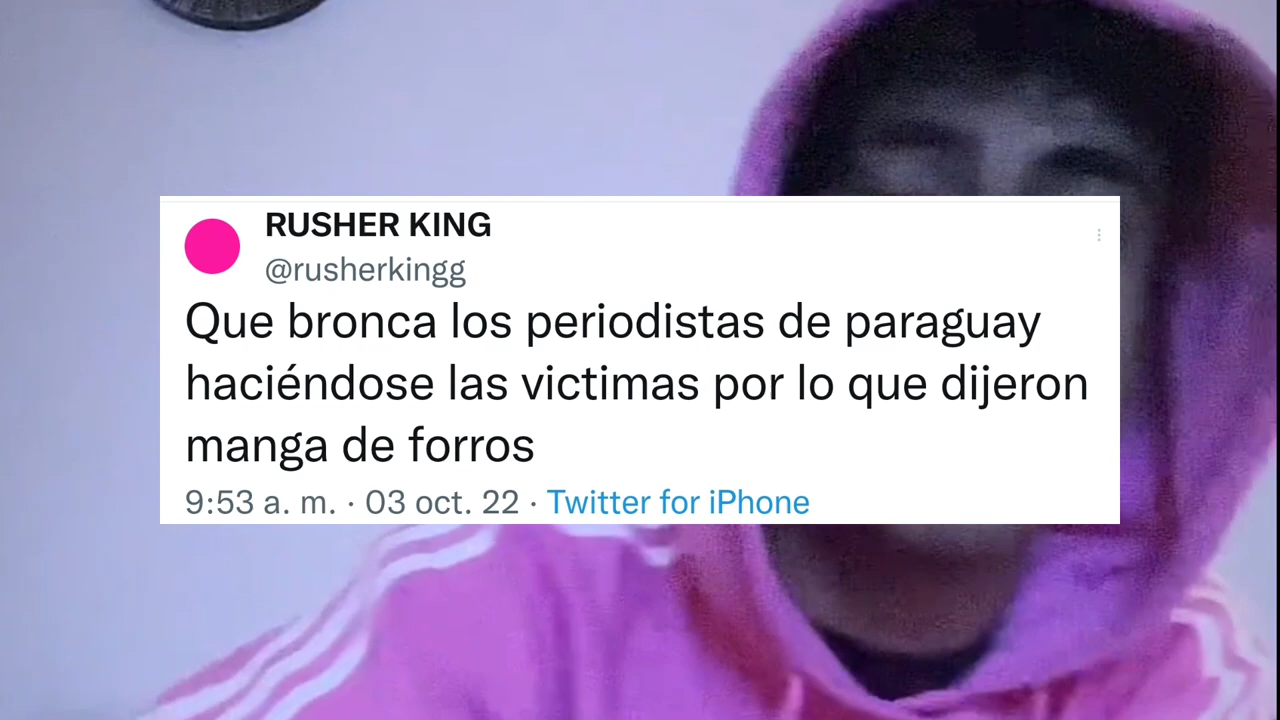 RUSHER KING
@rusherkingg
Que bronca los periodistas de paraguay
haciéndose las victimas por lo que dijeron
manga de forros
9:53 a. m. · 03 oct. 22 · Twitter for iPhone